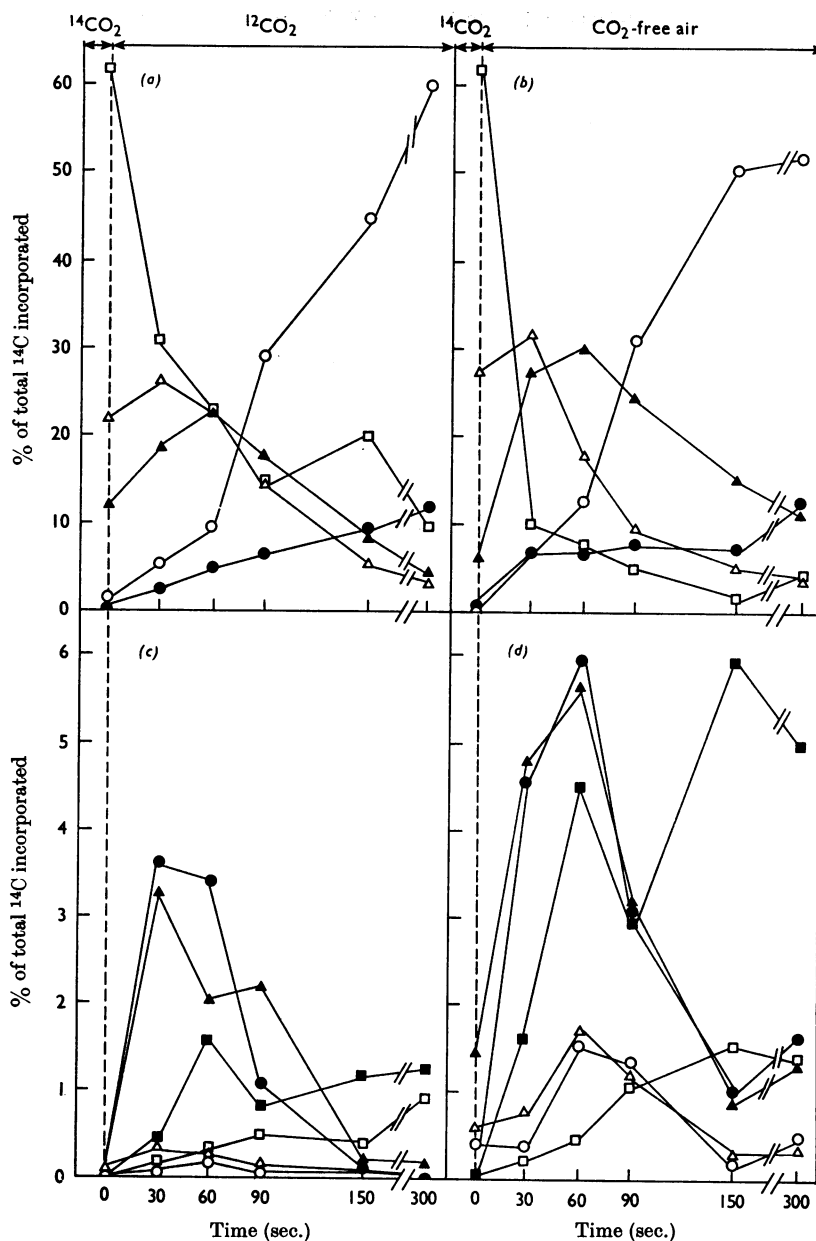 ¹⁴CO₂ ¹²CO₂ ¹⁴CO₂ CO₂-free air
(a)
(b)
60
50
40
30
20
10
0
% of total ¹⁴C incorporated
(c)
(d)
6
5
4
3
2
1
0
% of total ¹⁴C incorporated
0 30 60 90 150 300
0 30 60 90 150 300
Time (sec.)
Time (sec.)